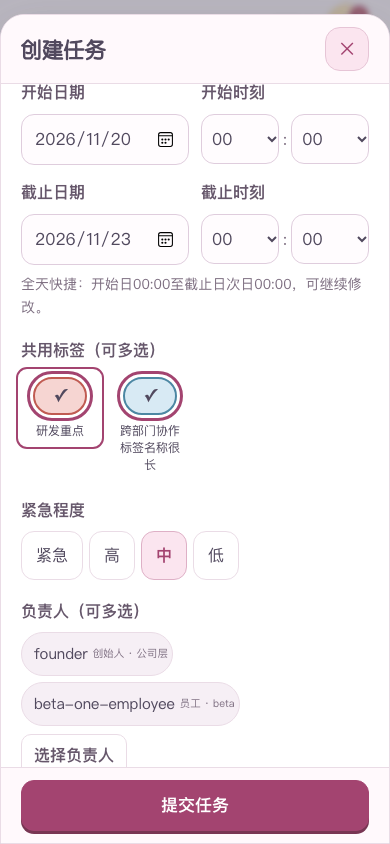 创建任务
开始日期 开始时刻
2026/11/20 00 : 00
截止日期 截止时刻
2026/11/23 00 : 00
全天快捷：开始日00:00至截止日次日00:00，可继续修
改。
共用标签（可多选）
研发重点
跨部门协作
标签名称很
长
紧急程度
紧急 高 中 低
负责人（可多选）
founder 创始人 · 公司层
beta-one-employee 员工 · beta
选择负责人
提交任务